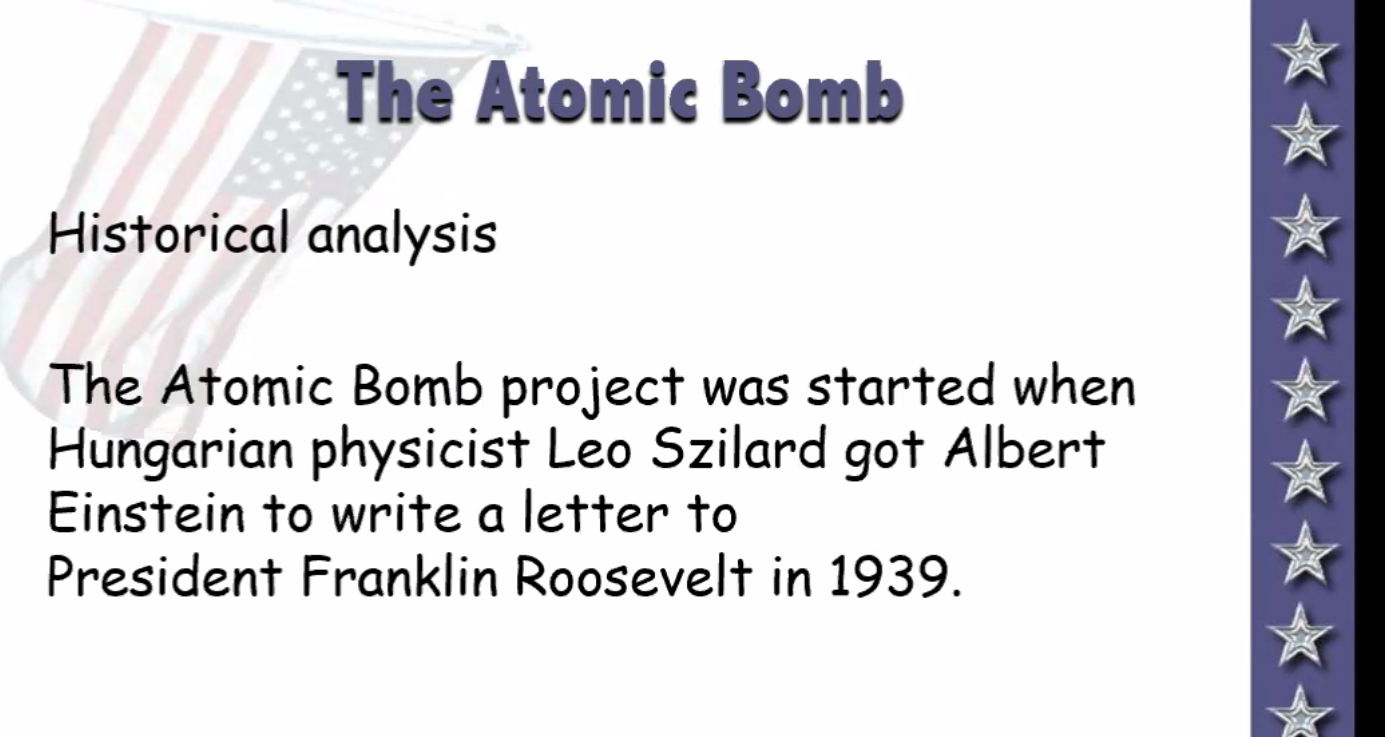 The Atomic Bomb
Historical analysis
The Atomic Bomb project was started when
Hungarian physicist Leo Szilard got Albert
Einstein to write a letter to
President Franklin Roosevelt in 1939.